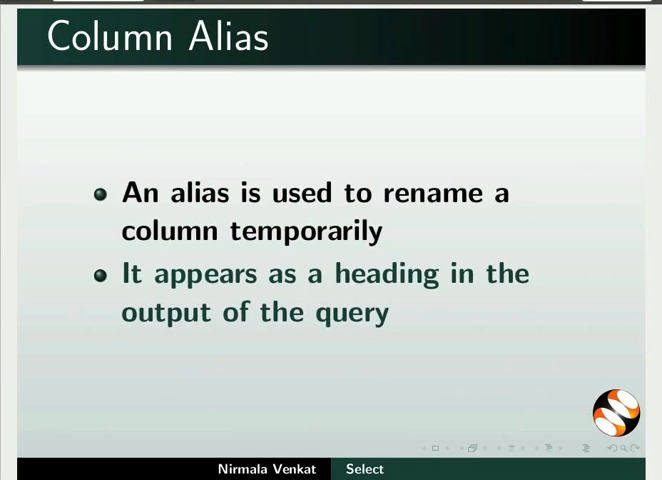 Column Alias
An alias is used to rename a
column temporarily
It appears as a heading in the
output of the query
Nirmala Venkat
Select